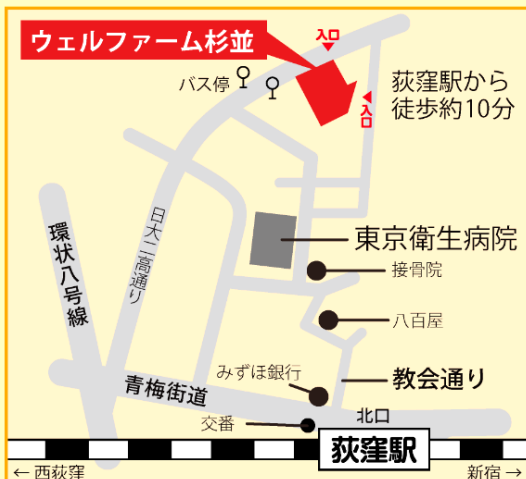 ウェルファーム杉並
入口
バス停
荻窪駅から
徒歩約10分
入口
日大二高通り
環状八号線
東京衛生病院
接骨院
八百屋
みずほ銀行
教会通り
青梅街道
交番
北口
荻窪駅
←西荻窪
新宿→